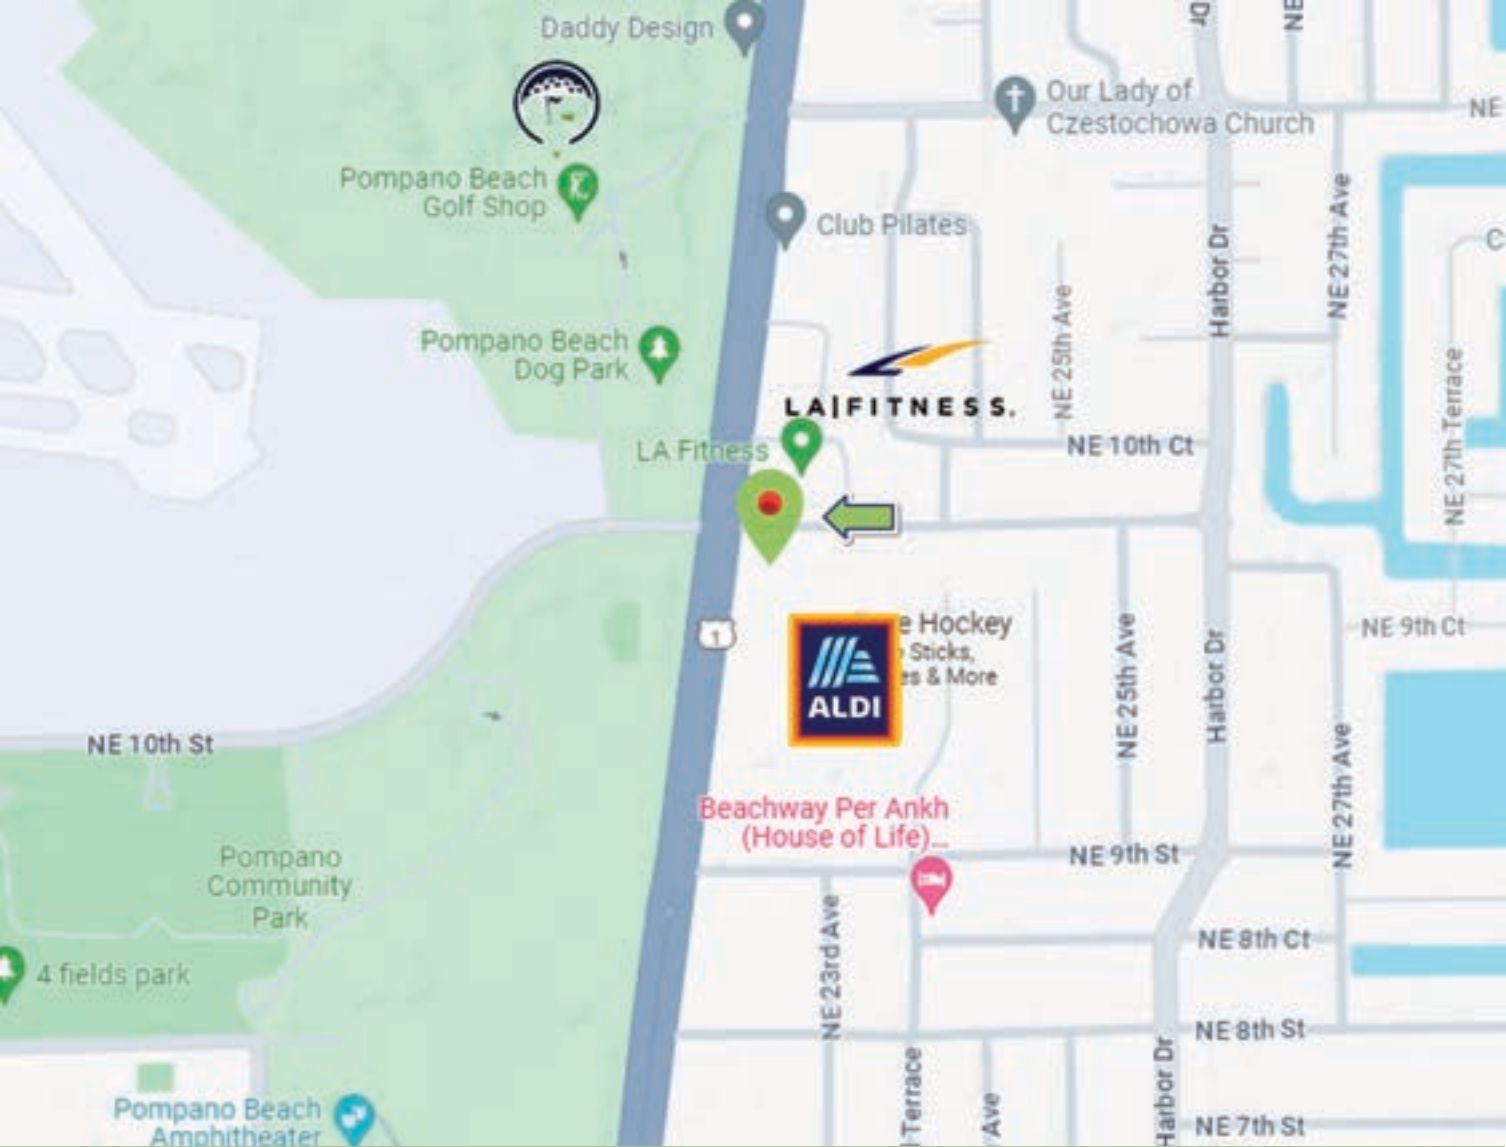 Daddy Design
Dr
NE
Our Lady of
Czestochowa Church
NE
Pompano Beach
Golf Shop
Club Pilates
Harbor Dr
NE 27th Ave
C
NE 25th Ave
Pompano Beach
Dog Park
LA|FITNESS.
LA Fitness
NE 10th Ct
NE 27th Terrace
1
e Hockey
Sticks,
es & More
ALDI
NE 25th Ave
Harbor Dr
NE 9th Ct
NE 10th St
NE 27th Ave
Beachway Per Ankh
(House of Life)...
NE 9th St
Pompano
Community
Park
NE 23rd Ave
NE 8th Ct
4 fields park
NE 8th St
Terrace
Ave
Harbor Dr
Pompano Beach
Amphitheater
NE 7th St